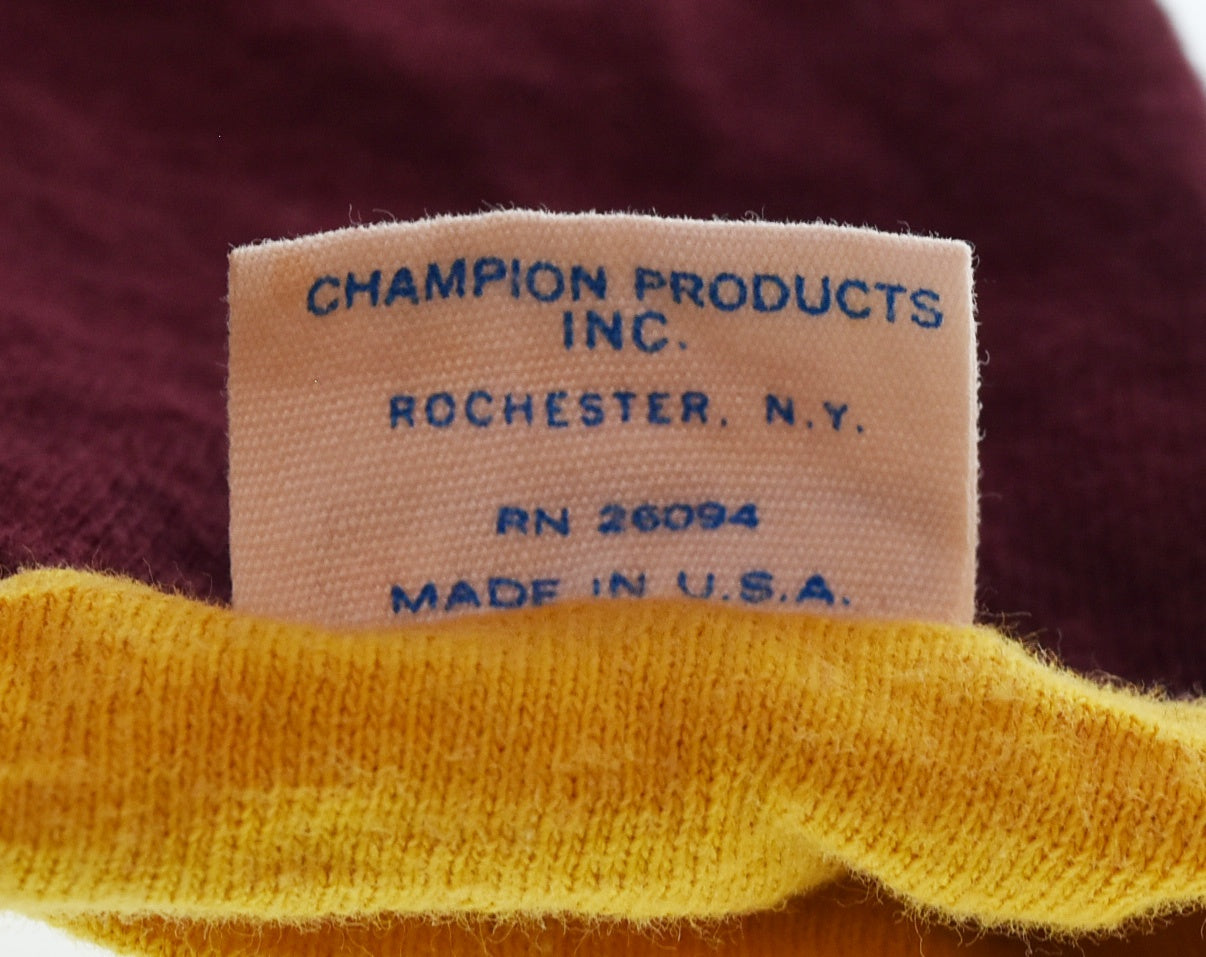 CHAMPION PRODUCTS
INC.
ROCHESTER, N.Y.
RN 26094
MADE IN U.S.A.